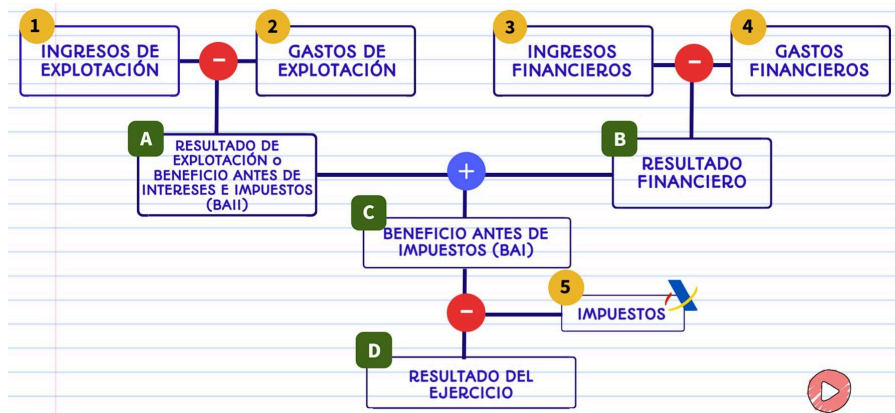 1
INGRESOS DE
EXPLOTACIÓN
-
2
GASTOS DE
EXPLOTACIÓN
3
INGRESOS
FINANCIEROS
-
4
GASTOS
FINANCIEROS
A
RESULTADO DE
EXPLOTACIÓN o
BENEFICIO ANTES DE
INTERESES E IMPUESTOS
(BAII)
+
B
RESULTADO
FINANCIERO
C
BENEFICIO ANTES DE
IMPUESTOS (BAI)
-
5
IMPUESTOS
D
RESULTADO DEL
EJERCICIO